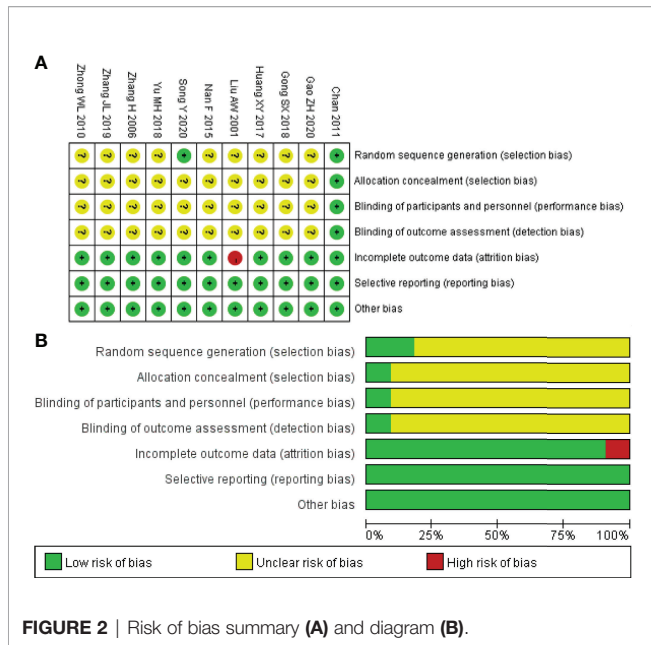 A
Zhong WL 2010
Zhang JL 2019
Zhang H 2006
Yu MH 2018
Song Y 2020
Nan F 2015
Liu AW 2001
Huang XY 2017
Gong SX 2018
Gao ZH 2020
Chan 2011
? ? ? ? + ? ? ? ? ? + Random sequence generation (selection bias)
? ? ? ? ? ? ? ? ? ? + Allocation concealment (selection bias)
? ? ? ? ? ? ? ? ? ? + Blinding of participants and personnel (performance bias)
? ? ? ? ? ? ? ? ? ? + Blinding of outcome assessment (detection bias)
+ + + + + + - + + + + Incomplete outcome data (attrition bias)
+ + + + + + + + + + + Selective reporting (reporting bias)
+ + + + + + + + + + + Other bias
B
Random sequence generation (selection bias)
Allocation concealment (selection bias)
Blinding of participants and personnel (performance bias)
Blinding of outcome assessment (detection bias)
Incomplete outcome data (attrition bias)
Selective reporting (reporting bias)
Other bias
0% 25% 50% 75% 100%
Low risk of bias Unclear risk of bias High risk of bias
FIGURE 2 | Risk of bias summary (A) and diagram (B).